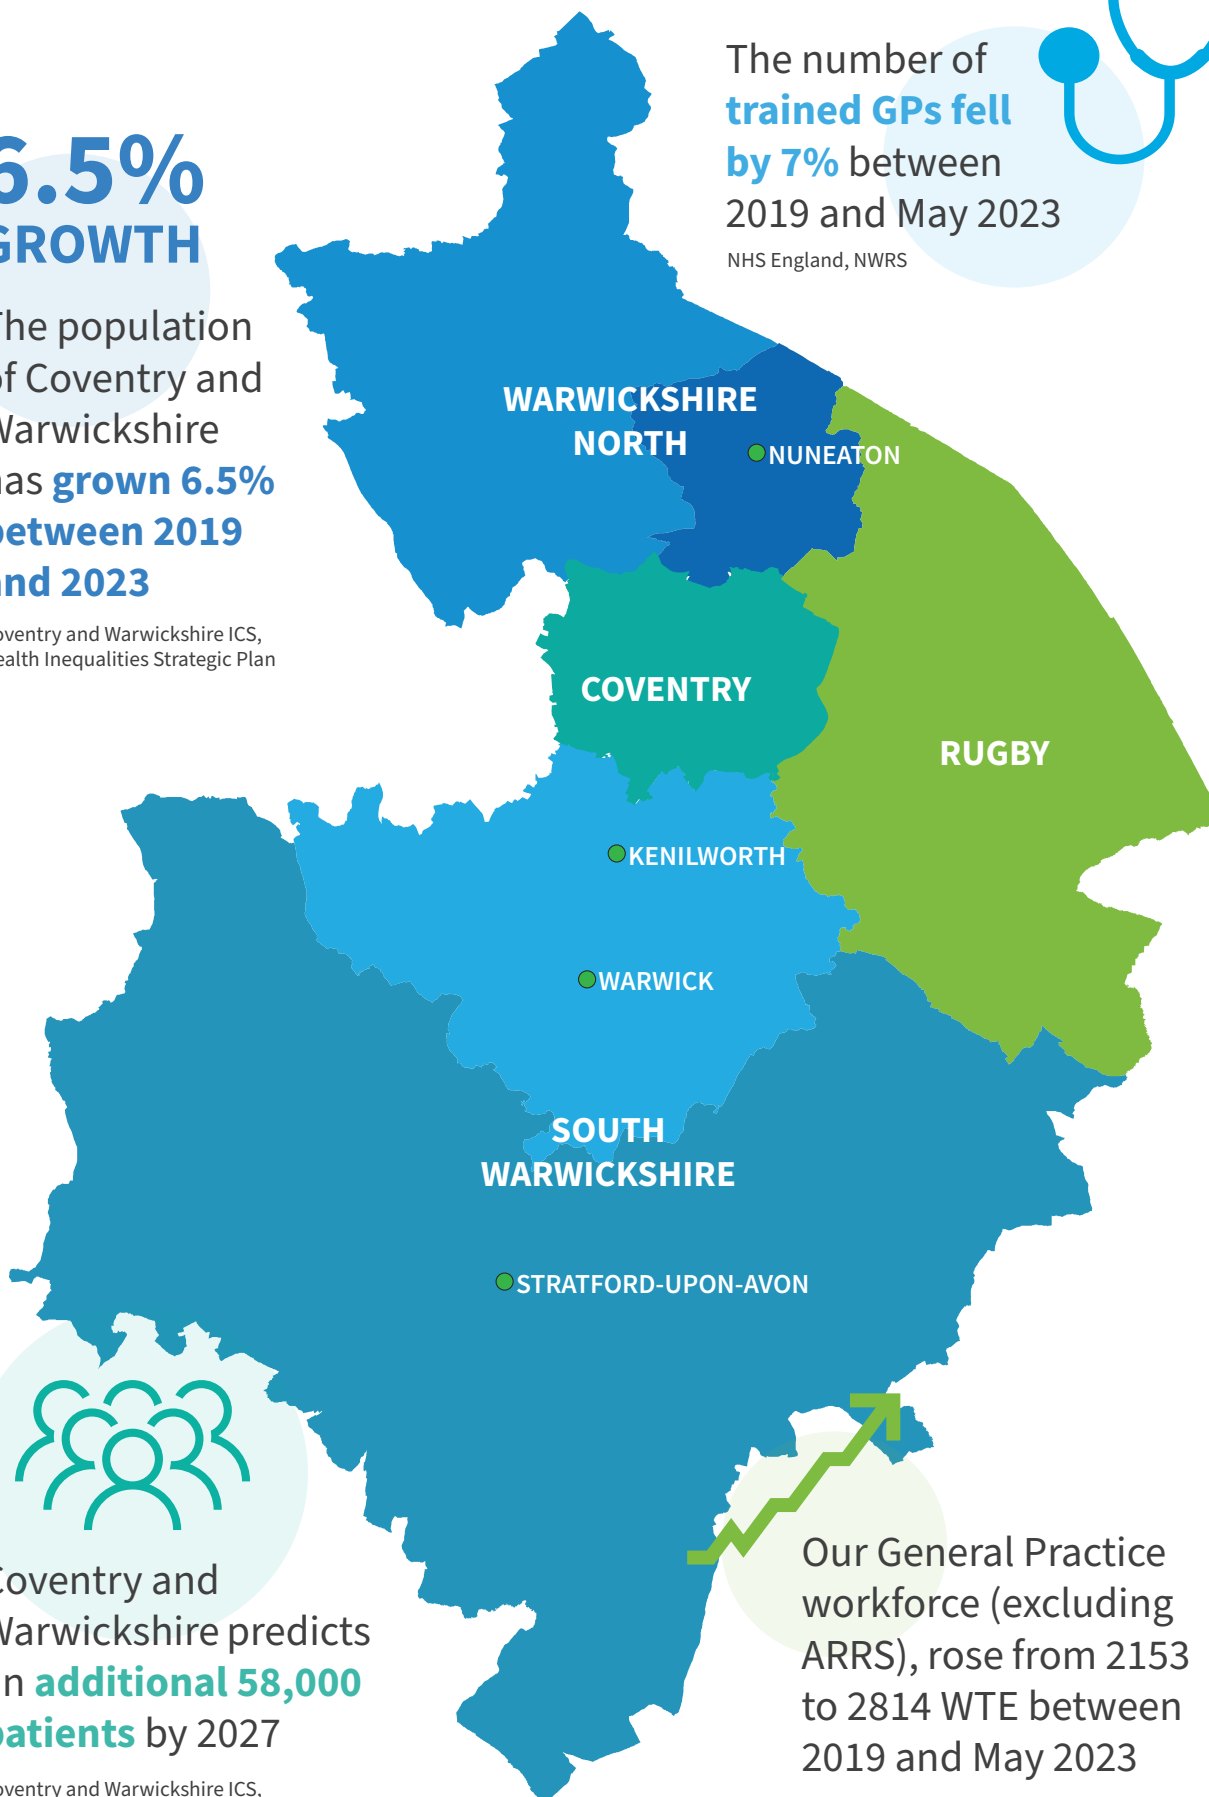 The number of
trained GPs fell
by 7% between
2019 and May 2023
NHS England, NWRS
6.5%
GROWTH
The population
of Coventry and
Warwickshire
has grown 6.5%
between 2019
and 2023
Coventry and Warwickshire ICS,
Health Inequalities Strategic Plan
WARWICKSHIRE
NORTH
NUNEATON
COVENTRY
RUGBY
KENILWORTH
WARWICK
SOUTH
WARWICKSHIRE
STRATFORD-UPON-AVON
Coventry and
Warwickshire predicts
an additional 58,000
patients by 2027
Coventry and Warwickshire ICS,
Our General Practice
workforce (excluding
ARRS), rose from 2153
to 2814 WTE between
2019 and May 2023